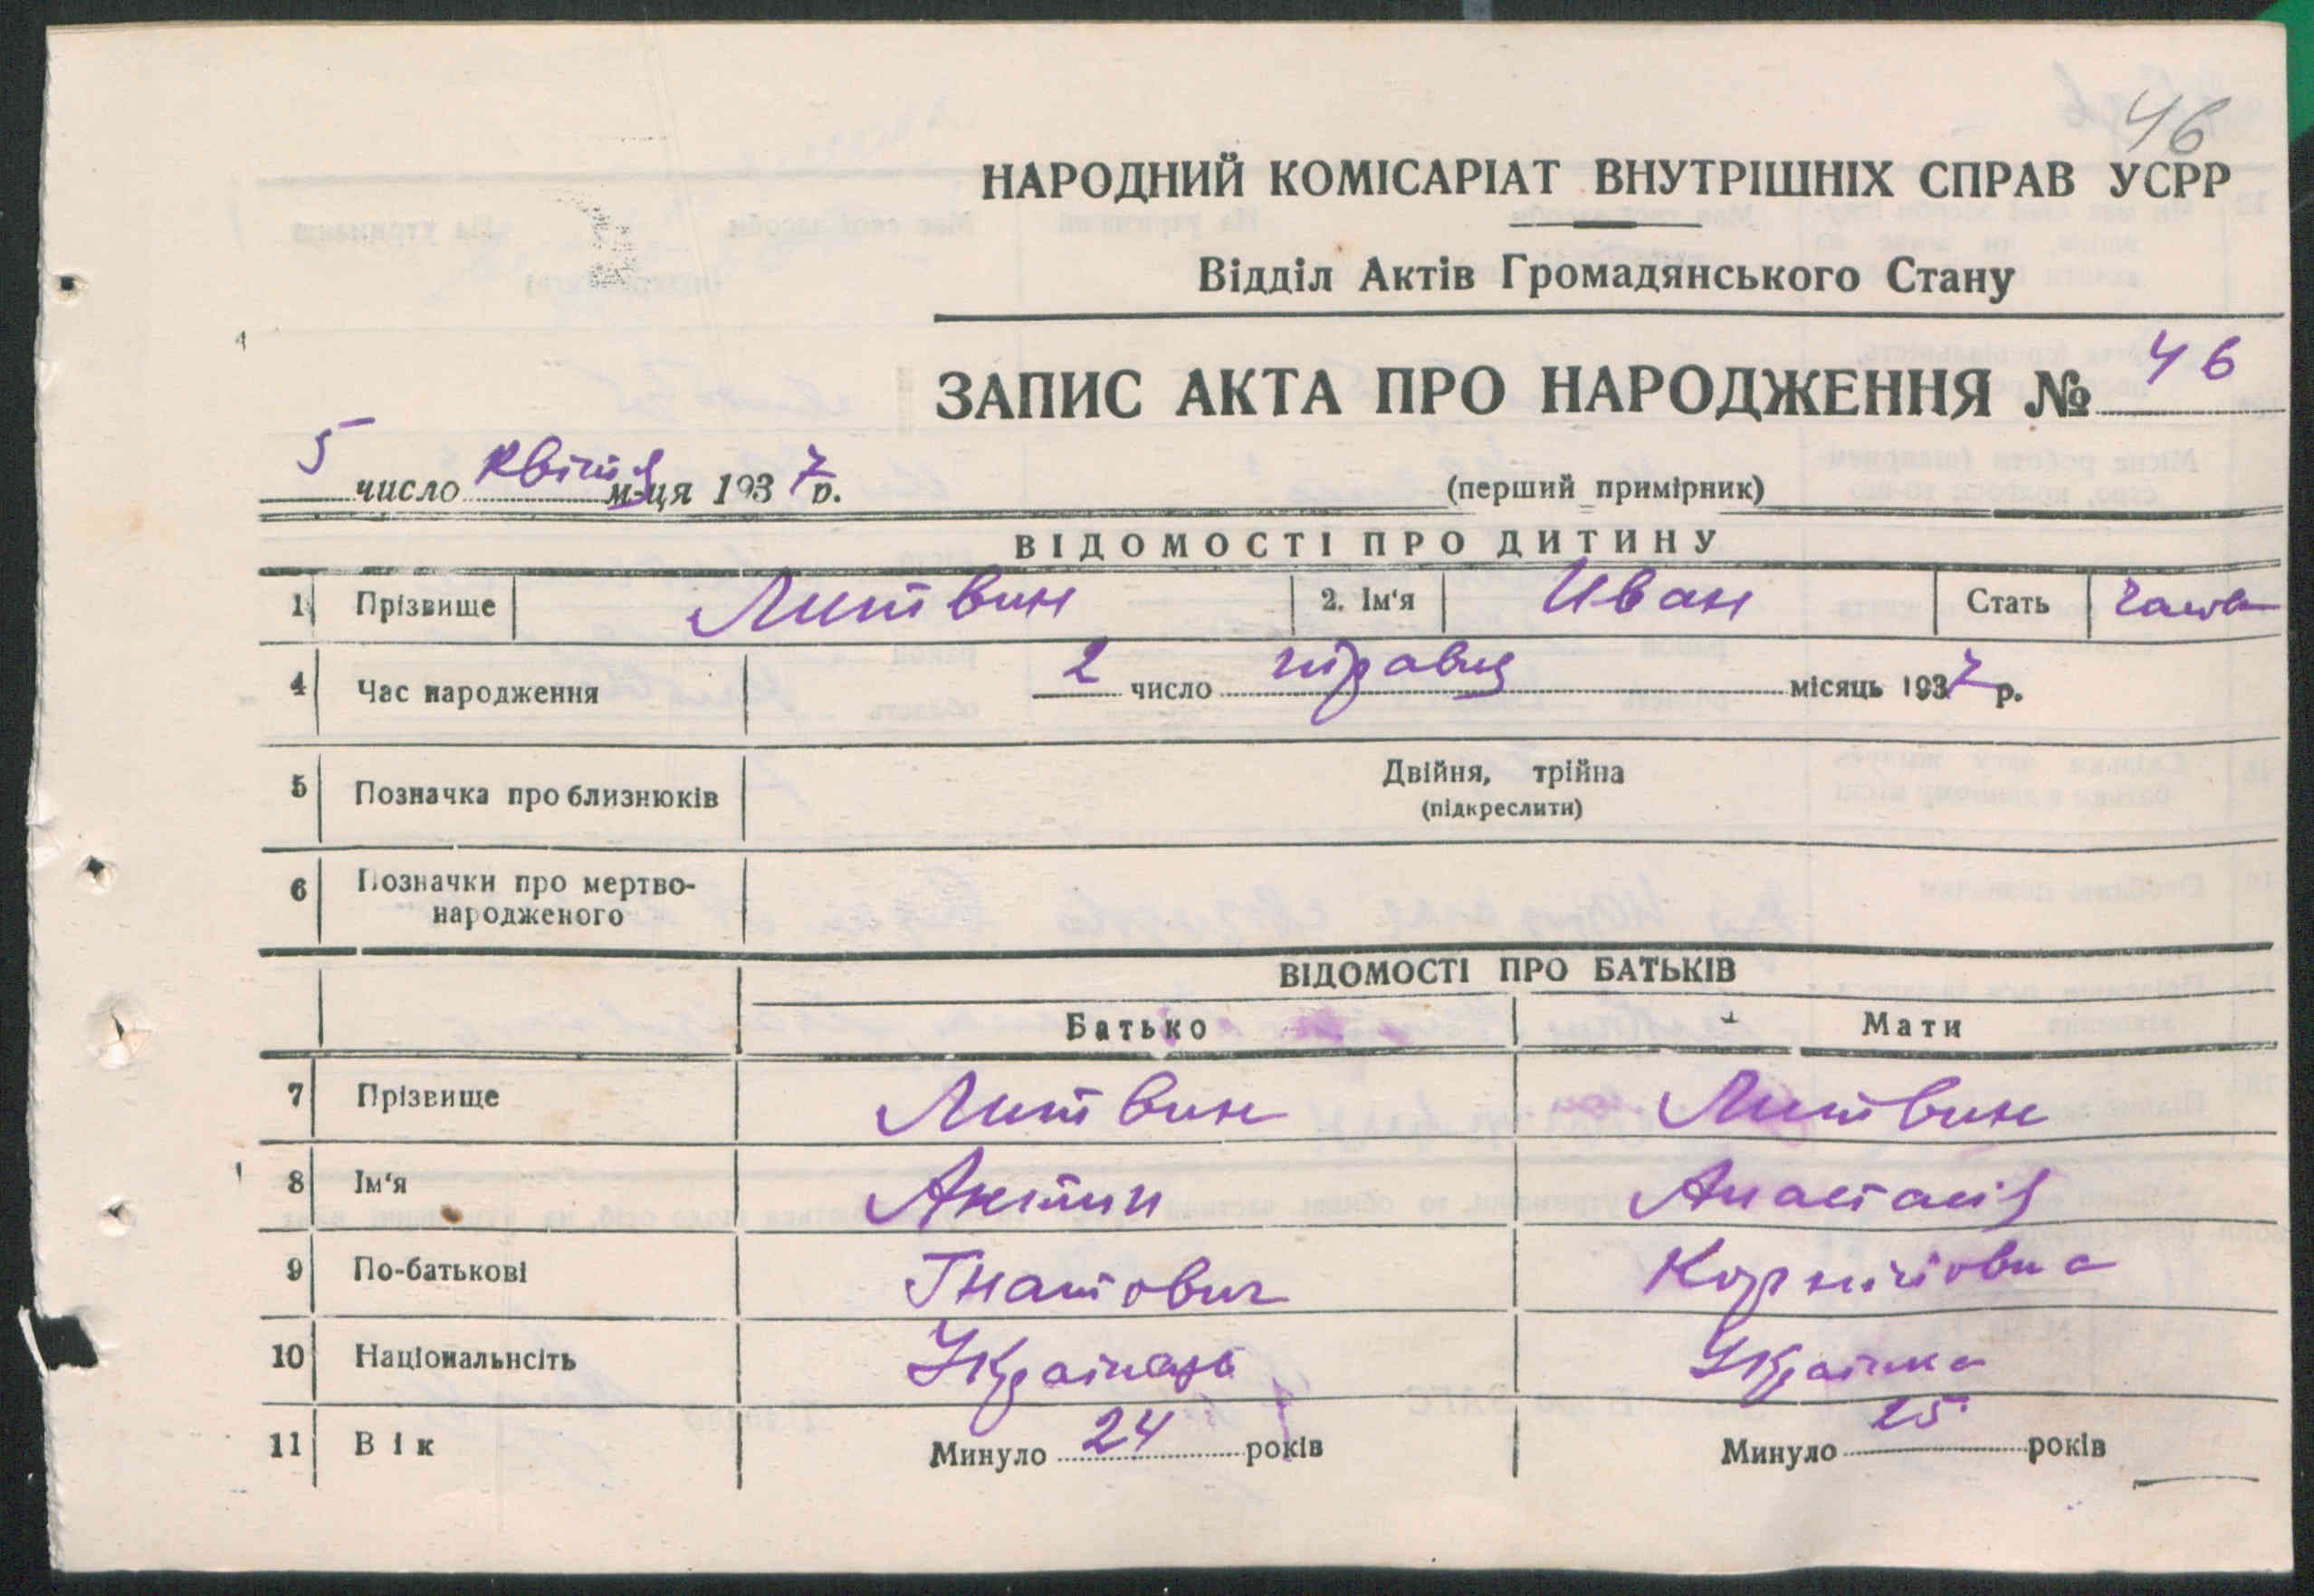 46
НАРОДНИЙ КОМІСАРІАТ ВНУТРІШНІХ СПРАВ УСРР
Відділ Актів Громадянського Стану
ЗАПИС АКТА ПРО НАРОДЖЕННЯ № 46
5 число квітня м-ця 1937 р. (перший примірник)
ВІДОМОСТІ ПРО ДИТИНУ
1 Прізвище Литвин 2. Ім'я Иван Стать
4 Час народження 2 число травня місяць 1937 р.
5 Позначка про близнюків Двійня, трійна
(підкреслити)
6 Позначки про мертво-
народженого
ВІДОМОСТІ ПРО БАТЬКІВ
Батько Мати
7 Прізвище Литвин Литвин
8 Ім'я Антин Анастасія
9 По-батькові Гнатович
10 Національнсіть Українець Українка
11 Вік Минуло 24 років Минуло 25 років